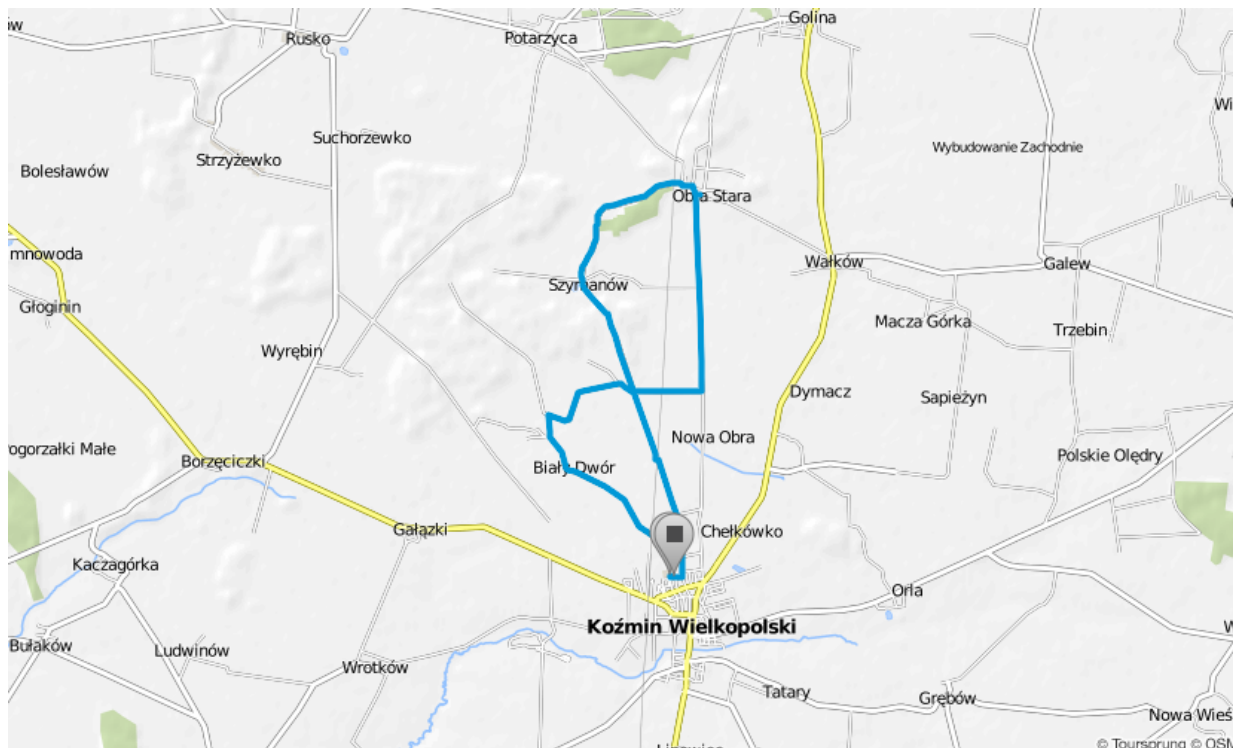 Golina
ów
Rusko
Potarzyca
Suchorzewko
Wybudowanie Zachodnie
Strzyżewko
Bolesławów
Obra Stara
mnowoda
Wałków
Galew
Szymanów
Głoginin
Macza Górka
Trzebin
Wyrębin
Dymacz
Sapieżyn
Nowa Obra
rogorzałki Małe
Polskie Olędry
Borzęciczki
Biały Dwór
Gałązki
Chełkówko
Kaczagórka
Orla
Koźmin Wielkopolski
Bułaków
Ludwinów
Wrotków
Tatary
Grębów
Nowa Wieś
© Toursprung © OSM